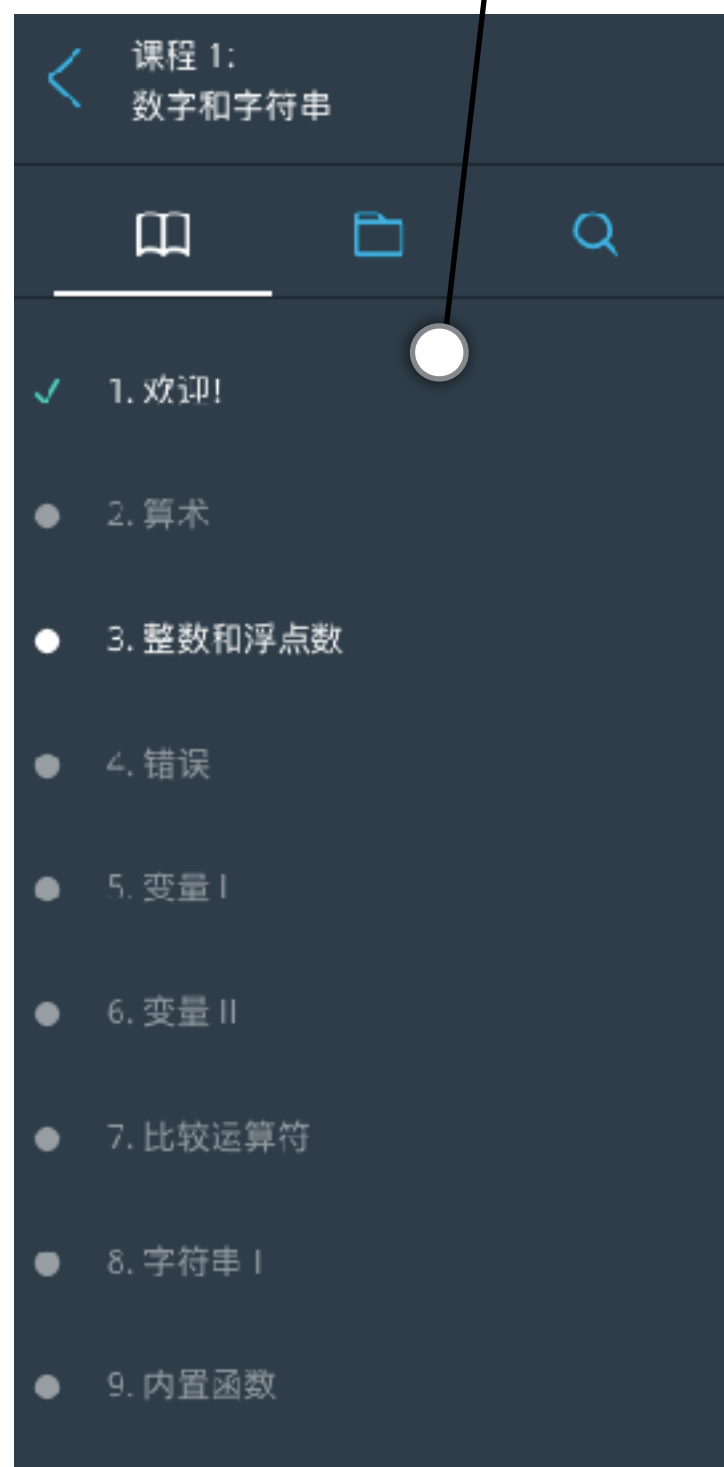 课程 1:
数字和字符串
1. 欢迎!
2. 算术
3. 整数和浮点数
4. 错误
5. 变量 I
6. 变量 II
7. 比较运算符
8. 字符串 I
9. 内置函数